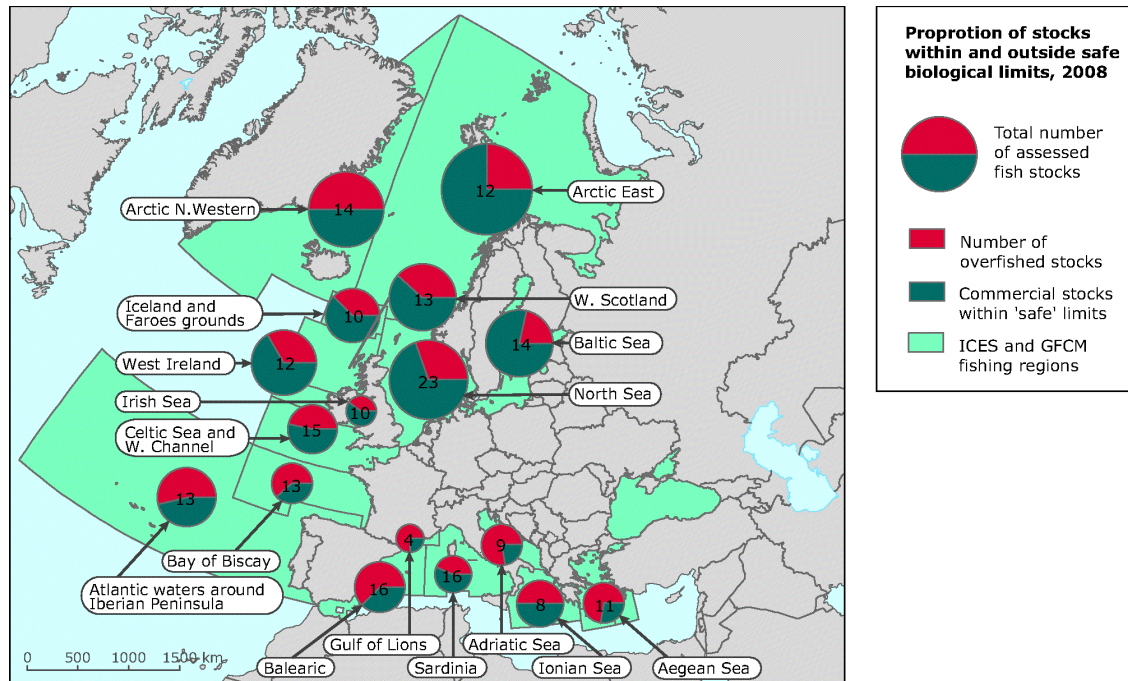 Proprotion of stocks
within and outside safe
biological limits, 2008
Total number
of assessed
fish stocks
Number of
overfished stocks
Commercial stocks
within 'safe' limits
ICES and GFCM
fishing regions
12
Arctic East
Arctic N.Western
14
13
W. Scotland
Iceland and
Faroes grounds
10
14
Baltic Sea
West Ireland
12
23
North Sea
Irish Sea
10
Celtic Sea and
W. Channel
15
13
13
Bay of Biscay
Atlantic waters around
Iberian Peninsula
4
9
16
16
8
11
Gulf of Lions
Adriatic Sea
Balearic
Sardinia
Ionian Sea
Aegean Sea
0 500 1000 1500 km